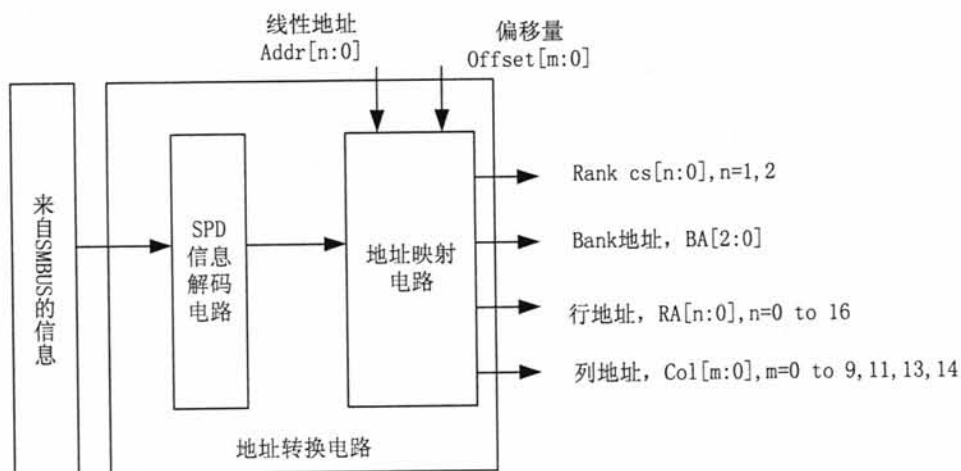 线性地址
Addr[n:0]
偏移量
Offset[m:0]
来自SMBUS的信息
SPD
信息
解码
电路
地址映射
电路
Rank cs[n:0],n=1,2
Bank地址，BA[2:0]
行地址，RA[n:0],n=0 to 16
列地址，Col[m:0],m=0 to 9,11,13,14
地址转换电路